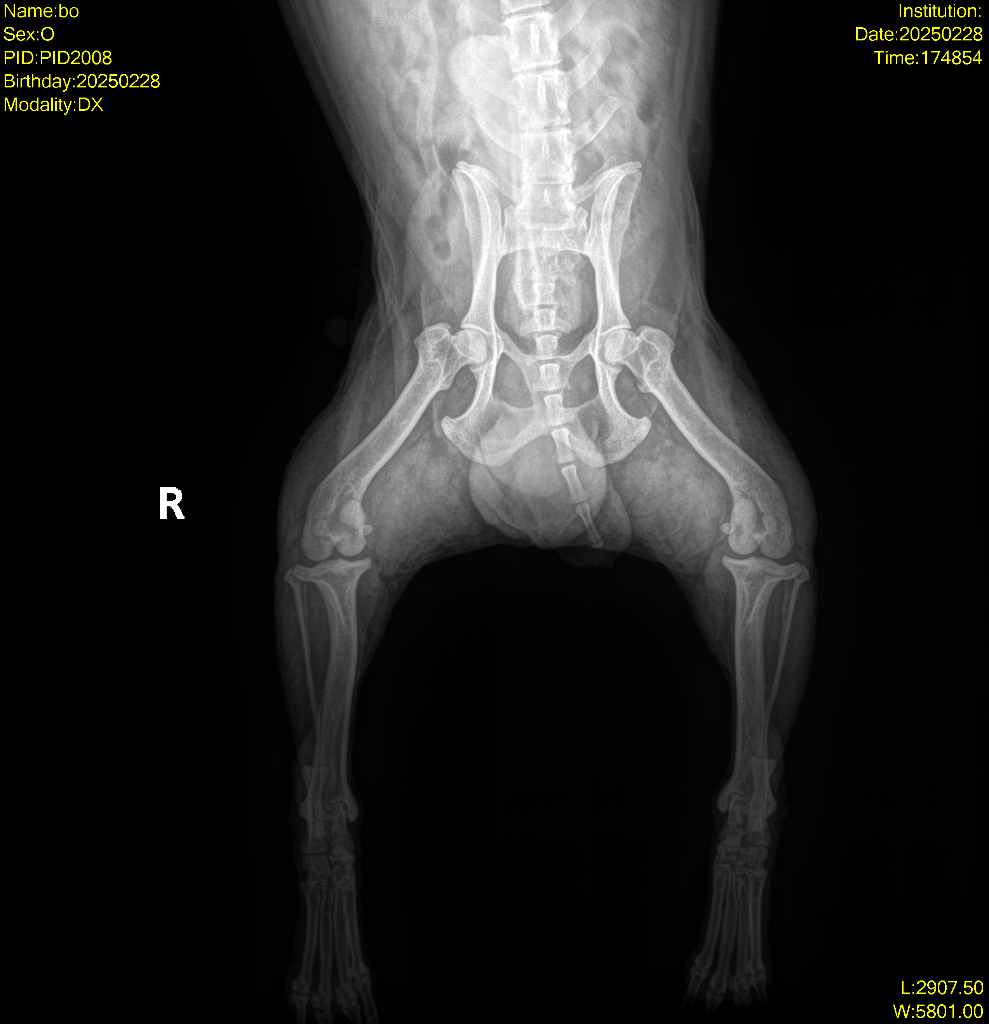 Name:bo
Sex:O
PID:PID2008
Birthday:20250228
Modality:DX
Institution:
Date:20250228
Time:174854
R
L:2907.50
W:5801.00